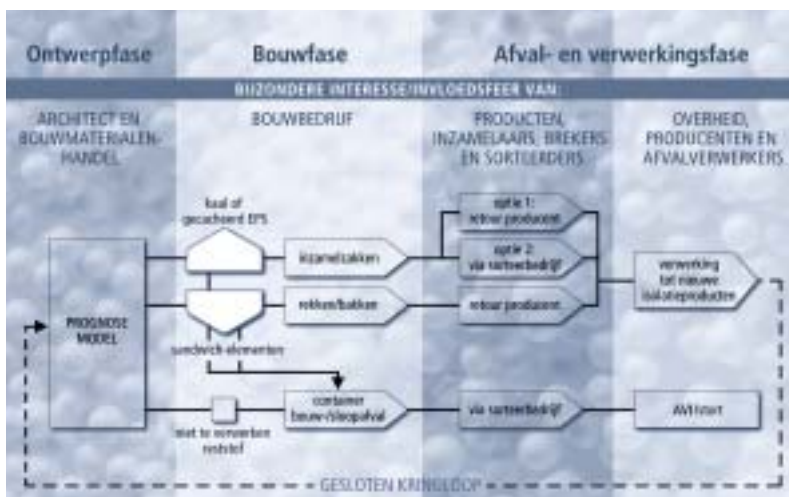 Ontwerpfase
Bouwfase
Afval- en verwerkingsfase
BIJZONDERE INTERESSE/INVLOEDSFEER VAN:
ARCHITECT EN
BOUWMATERIALEN-
HANDEL
BOUWBEDRIJF
PRODUCTEN,
INZAMELAARS, BREKERS
EN SORTEERDERS
OVERHEID,
PRODUCENTEN EN
AFVALVERWERKERS
kaal of
gecacheerd EPS
optie 1:
retour producent
inzamelzakken
optie 2:
via sorteerbedrijf
verwerking
tot nieuwe
isolatieproducten
PROGNOSE
MODEL
rekken/bakken
retour producent
sandwich-elementen
container
bouw-/sloopafval
via sorteerbedrijf
AVI/stort
niet te verwerken
reststof
GESLOTEN KRINGLOOP